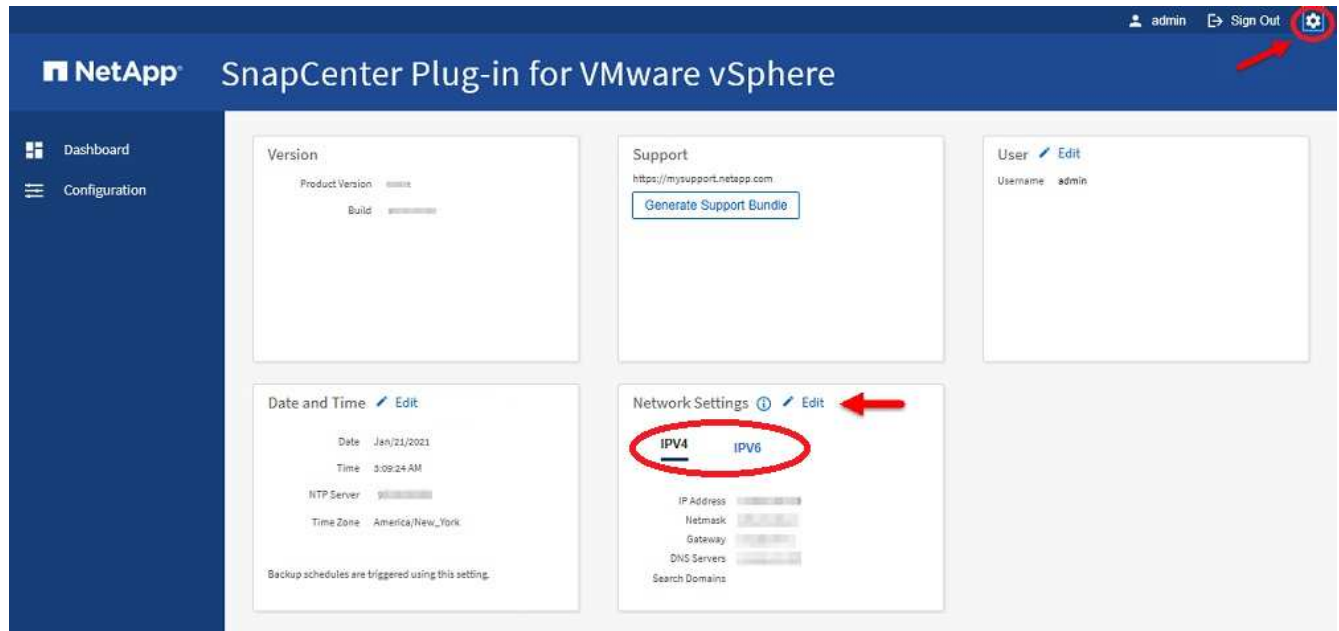 admin Sign Out
NetApp SnapCenter Plug-in for VMware vSphere
Dashboard
Configuration
Version
Product Version
Build
Support
https://mysupport.netapp.com
Generate Support Bundle
User Edit
Username admin
Date and Time Edit
Date Jan/21/2021
Time 3:09:24 AM
NTP Server
Time Zone America/New_York
Backup schedules are triggered using this setting.
Network Settings Edit
IPV4 IPV6
IP Address
Netmask
Gateway
DNS Servers
Search Domains